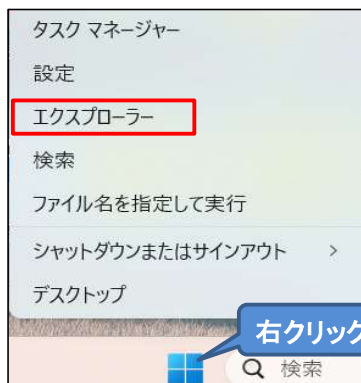 タスク マネージャー
設定
エクスプローラー
検索
ファイル名を指定して実行
シャットダウンまたはサインアウト >
デスクトップ
右クリック
検索